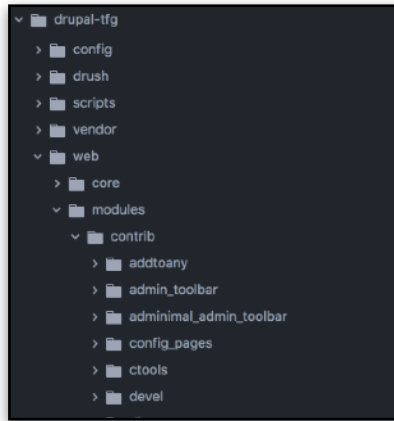 drupal-tfg
config
drush
scripts
vendor
web
core
modules
contrib
addtoany
admin_toolbar
adminimal_admin_toolbar
config_pages
ctools
devel